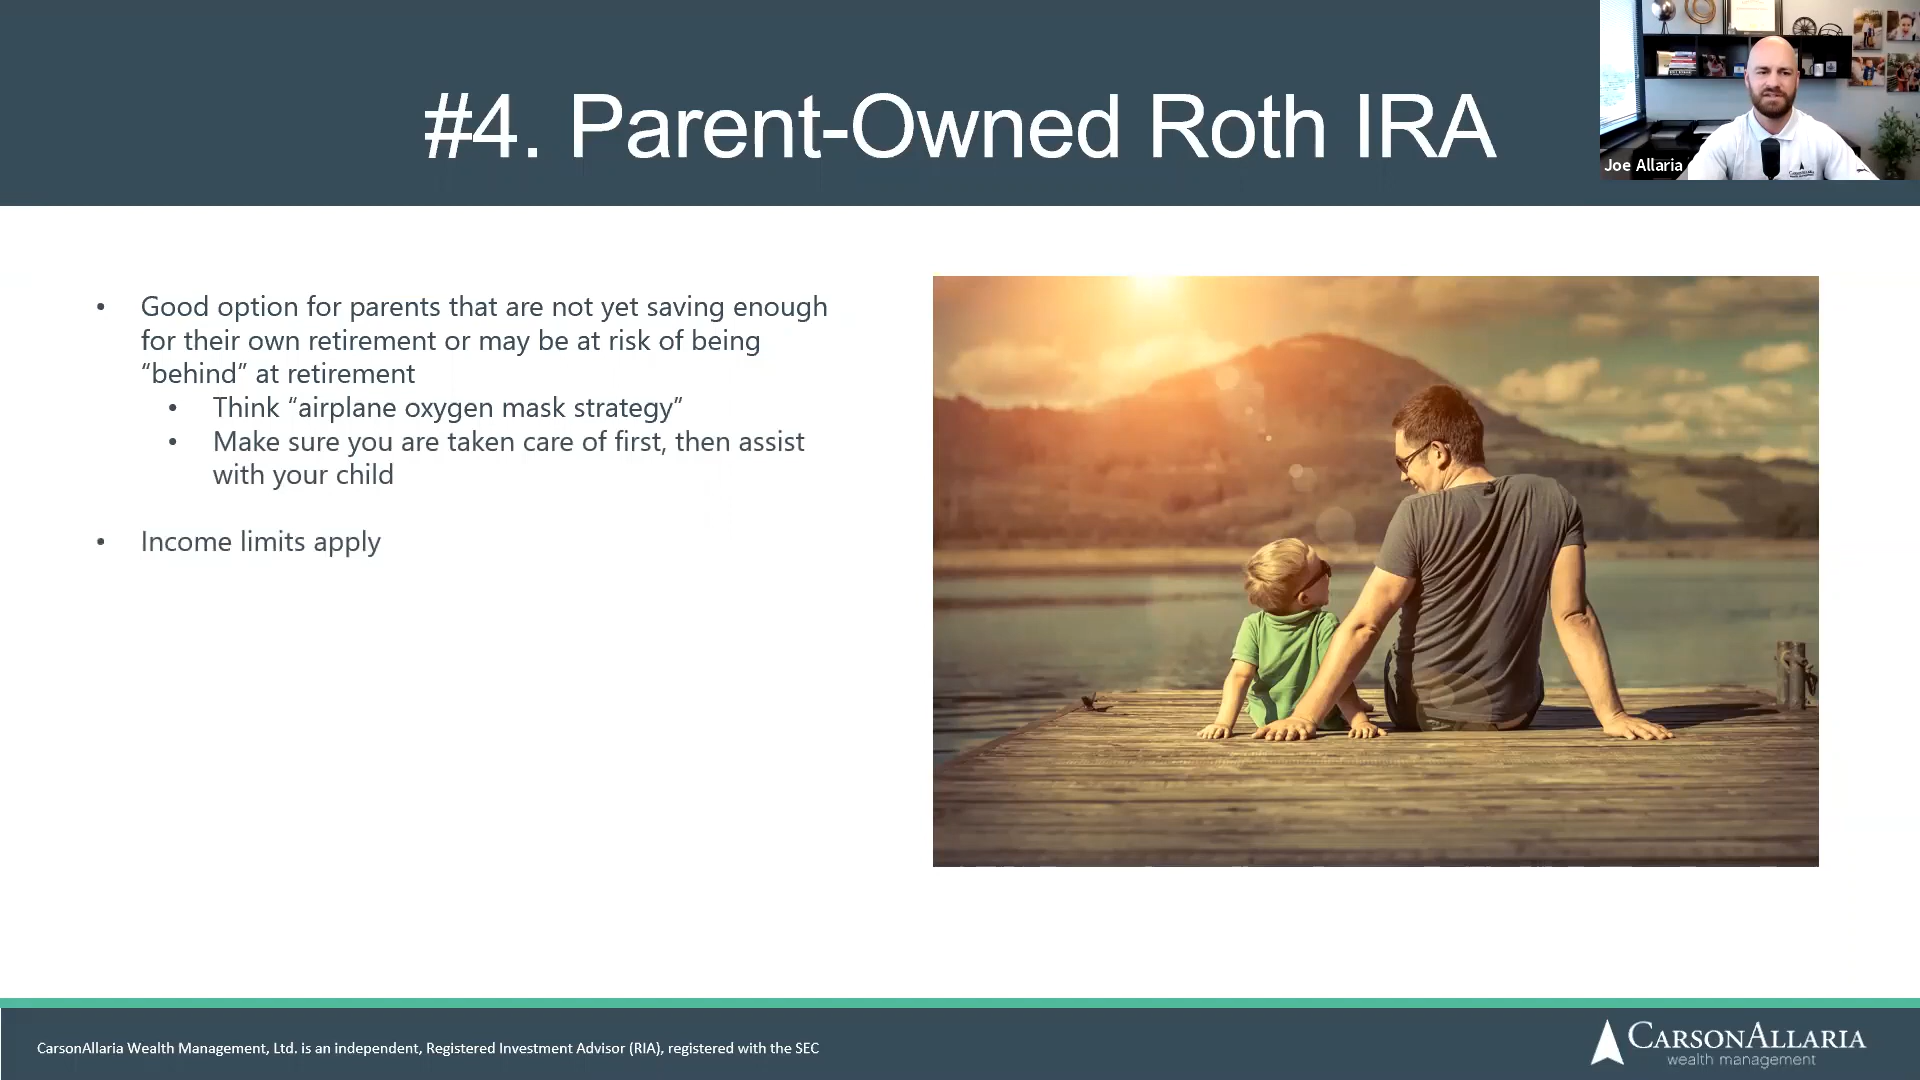 #4. Parent-Owned Roth IRA
Joe Allaria
• Good option for parents that are not yet saving enough
for their own retirement or may be at risk of being
“behind” at retirement
• Think “airplane oxygen mask strategy”
• Make sure you are taken care of first, then assist
with your child
• Income limits apply
CarsonAllaria Wealth Management, Ltd. is an independent, Registered Investment Advisor (RIA), registered with the SEC
CARSONALLARIA
wealth management